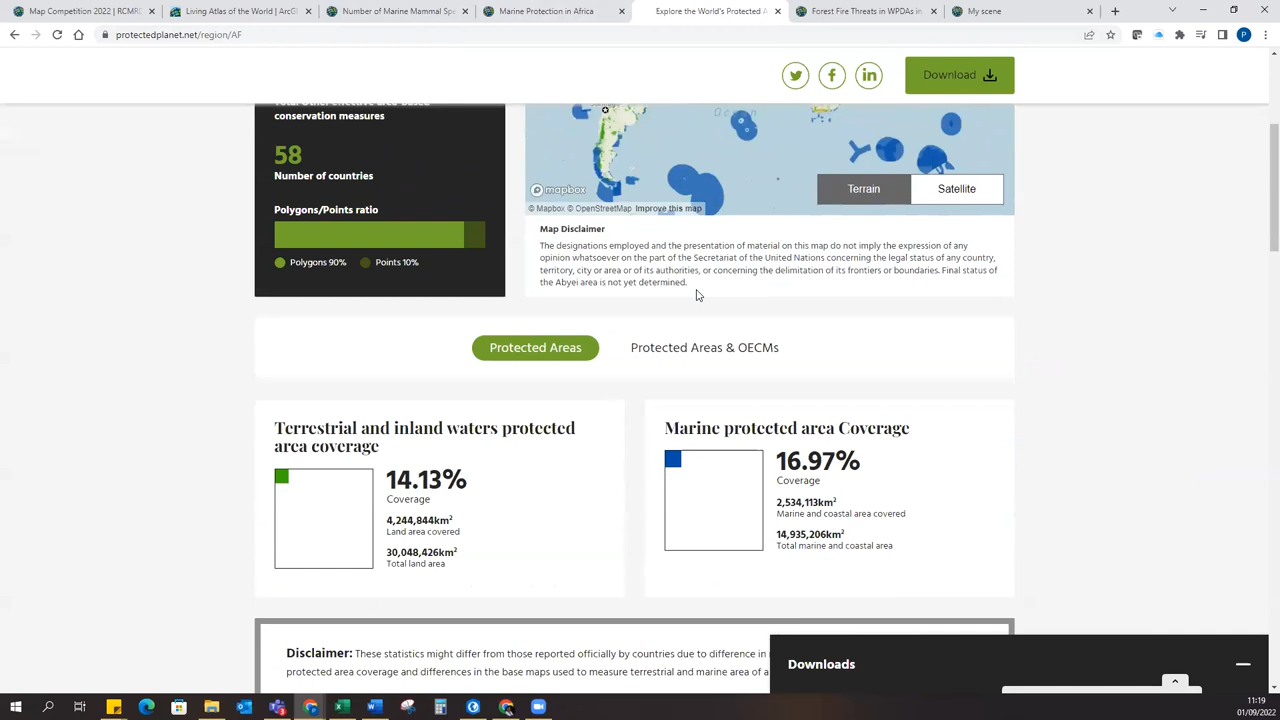 Map Competition 2022 | RCMRD
Living Atlas of the World | ArcG
Number of Marine Mammal Spe
Marine Protection in Africa
Explore the World's Protected A
Forest Fire Threats in WPDAs in
My scene
protectedplanet.net/region/AF
P
Download
Total Other effective area-based
conservation measures
58
Number of countries
Polygons/Points ratio
Polygons 90%
Points 10%
Ocean
mapbox
Terrain
Satellite
© Mapbox © OpenStreetMap Improve this map
Map Disclaimer
The designations employed and the presentation of material on this map do not imply the expression of any
opinion whatsoever on the part of the Secretariat of the United Nations concerning the legal status of any country,
territory, city or area or of its authorities, or concerning the delimitation of its frontiers or boundaries. Final status of
the Abyei area is not yet determined.
Protected Areas
Protected Areas & OECMs
Terrestrial and inland waters protected
area coverage
14.13%
Coverage
4,244,844km²
Land area covered
30,048,426km²
Total land area
Marine protected area Coverage
16.97%
Coverage
2,534,113km²
Marine and coastal area covered
14,935,206km²
Total marine and coastal area
Disclaimer: These statistics might differ from those reported officially by countries due to difference in
protected area coverage and differences in the base maps used to measure terrestrial and marine area of a
Downloads
11:19
01/09/2022